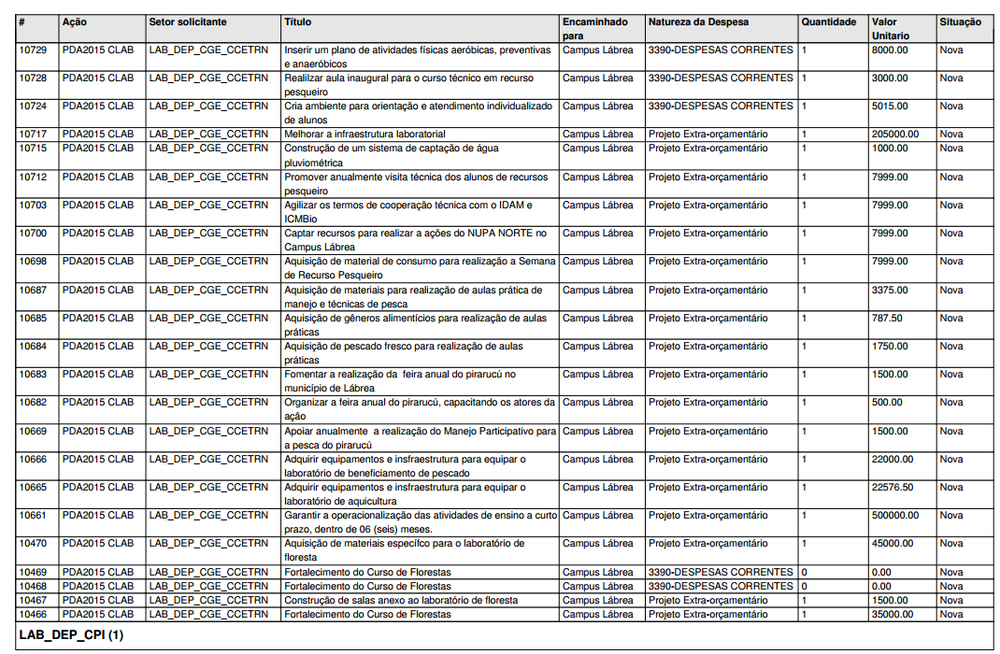 # Ação Setor solicitante Título Encaminhado Natureza da Despesa Quantidade Valor Situação
para Unitario
10729 PDA2015 CLAB LAB_DEP_CGE_CCETRN Inserir um plano de atividades físicas aeróbicas, preventivas Campus Lábrea 3390-DESPESAS CORRENTES 1 8000.00 Nova
e anaeróbicos
10728 PDA2015 CLAB LAB_DEP_CGE_CCETRN Realilzar aula inaugural para o curso técnico em recurso Campus Lábrea 3390-DESPESAS CORRENTES 1 3000.00 Nova
pesqueiro
10724 PDA2015 CLAB LAB_DEP_CGE_CCETRN Cria ambiente para orientação e atendimento individualizado Campus Lábrea 3390-DESPESAS CORRENTES 1 5015.00 Nova
de alunos
10717 PDA2015 CLAB LAB_DEP_CGE_CCETRN Melhorar a infraestrutura laboratorial Campus Lábrea Projeto Extra-orçamentário 1 205000.00 Nova
10715 PDA2015 CLAB LAB_DEP_CGE_CCETRN Construção de um sistema de captação de água Campus Lábrea Projeto Extra-orçamentário 1 1000.00 Nova
pluviométrica
10712 PDA2015 CLAB LAB_DEP_CGE_CCETRN Promover anualmente visita técnica dos alunos de recursos Campus Lábrea Projeto Extra-orçamentário 1 7999.00 Nova
pesqueiro
10703 PDA2015 CLAB LAB_DEP_CGE_CCETRN Agilizar os termos de cooperação técnica com o IDAM e Campus Lábrea Projeto Extra-orçamentário 1 7999.00 Nova
ICMBio
10700 PDA2015 CLAB LAB_DEP_CGE_CCETRN Captar recursos para realizar a ações do NUPA NORTE no Campus Lábrea Projeto Extra-orçamentário 1 7999.00 Nova
Campus Lábrea
10698 PDA2015 CLAB LAB_DEP_CGE_CCETRN Aquisição de material de consumo para realização a Semana Campus Lábrea Projeto Extra-orçamentário 1 7999.00 Nova
de Recurso Pesqueiro
10687 PDA2015 CLAB LAB_DEP_CGE_CCETRN Aquisição de materiais para realização de aulas prática de Campus Lábrea Projeto Extra-orçamentário 1 3375.00 Nova
manejo e técnicas de pesca
10685 PDA2015 CLAB LAB_DEP_CGE_CCETRN Aquisição de gêneros alimentícios para realização de aulas Campus Lábrea Projeto Extra-orçamentário 1 787.50 Nova
práticas
10684 PDA2015 CLAB LAB_DEP_CGE_CCETRN Aquisição de pescado fresco para realização de aulas Campus Lábrea Projeto Extra-orçamentário 1 1750.00 Nova
práticas
10683 PDA2015 CLAB LAB_DEP_CGE_CCETRN Fomentar a realização da feira anual do pirarucú no Campus Lábrea Projeto Extra-orçamentário 1 1500.00 Nova
município de Lábrea
10682 PDA2015 CLAB LAB_DEP_CGE_CCETRN Organizar a feira anual do pirarucú, capacitando os atores da Campus Lábrea Projeto Extra-orçamentário 1 500.00 Nova
ação
10669 PDA2015 CLAB LAB_DEP_CGE_CCETRN Apoiar anualmente a realização do Manejo Participativo para Campus Lábrea Projeto Extra-orçamentário 1 1500.00 Nova
a pesca do pirarucú
10666 PDA2015 CLAB LAB_DEP_CGE_CCETRN Adquirir equipamentos e insfraestrutura para equipar o Campus Lábrea Projeto Extra-orçamentário 1 22000.00 Nova
laboratório de beneficiamento de pescado
10665 PDA2015 CLAB LAB_DEP_CGE_CCETRN Adquirir equipamentos e insfraestrutura para equipar o Campus Lábrea Projeto Extra-orçamentário 1 22576.50 Nova
laboratório de aquicultura
10661 PDA2015 CLAB LAB_DEP_CGE_CCETRN Garantir a operacionalização das atividades de ensino a curto Campus Lábrea Projeto Extra-orçamentário 1 500000.00 Nova
prazo, dentro de 06 (seis) meses.
10470 PDA2015 CLAB LAB_DEP_CGE_CCETRN Aquisição de materiais específco para o laboratório de Campus Lábrea Projeto Extra-orçamentário 1 45000.00 Nova
floresta
10469 PDA2015 CLAB LAB_DEP_CGE_CCETRN Fortalecimento do Curso de Florestas Campus Lábrea 3390-DESPESAS CORRENTES 0 0.00 Nova
10468 PDA2015 CLAB LAB_DEP_CGE_CCETRN Fortalecimento do Curso de Florestas Campus Lábrea 3390-DESPESAS CORRENTES 0 0.00 Nova
10467 PDA2015 CLAB LAB_DEP_CGE_CCETRN Construção de salas anexo ao laboratório de floresta Campus Lábrea Projeto Extra-orçamentário 1 1500.00 Nova
10466 PDA2015 CLAB LAB_DEP_CGE_CCETRN Fortalecimento do Curso de Florestas Campus Lábrea Projeto Extra-orçamentário 1 35000.00 Nova
LAB_DEP_CPI (1)